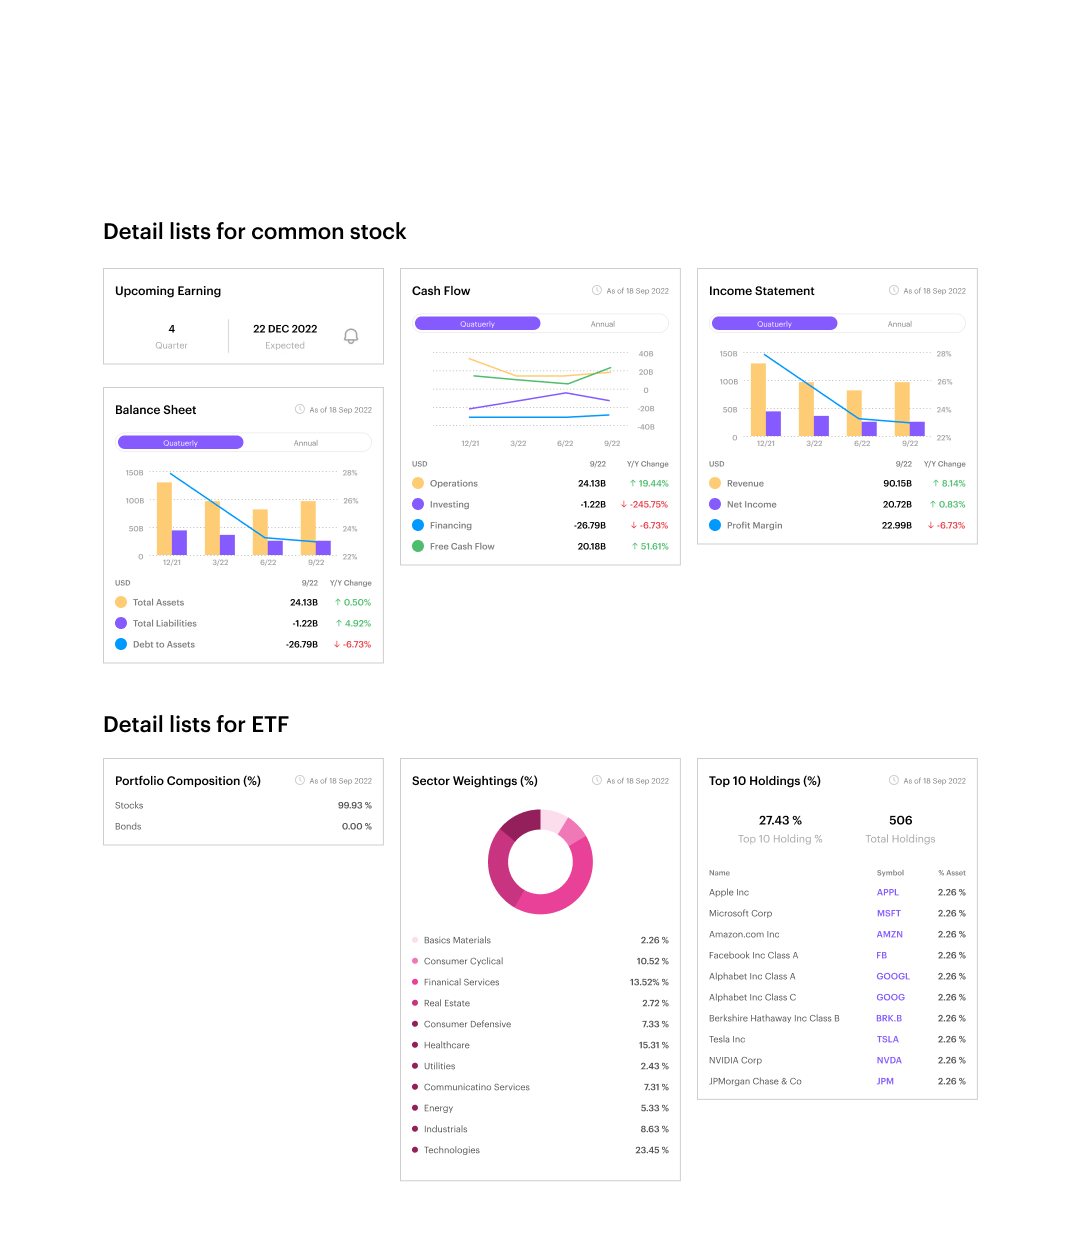 Detail lists for common stock
Upcoming Earning
4
Quarter
22 DEC 2022
Expected
Balance Sheet
As of 18 Sep 2022
Quatuerly
Annual
150B 28%
100B 26%
50B 24%
0 22%
12/21 3/22 6/22 9/22
USD 9/22 Y/Y Change
Total Assets 24.13B ↑ 0.50%
Total Liabilities -1.22B ↑ 4.92%
Debt to Assets -26.79B ↓ -6.73%
Cash Flow
As of 18 Sep 2022
Quatuerly
Annual
40B
20B
0
-20B
-40B
12/21 3/22 6/22 9/22
USD 9/22 Y/Y Change
Operations 24.13B ↑ 19.44%
Investing -1.22B ↓ -245.75%
Financing -26.79B ↓ -6.73%
Free Cash Flow 20.18B ↑ 51.61%
Income Statement
As of 18 Sep 2022
Quatuerly
Annual
150B 28%
100B 26%
50B 24%
0 22%
12/21 3/22 6/22 9/22
USD 9/22 Y/Y Change
Revenue 90.15B ↑ 8.14%
Net Income 20.72B ↑ 0.83%
Profit Margin 22.99B ↓ -6.73%
Detail lists for ETF
Portfolio Composition (%)
As of 18 Sep 2022
Stocks 99.93 %
Bonds 0.00 %
Sector Weightings (%)
As of 18 Sep 2022
Basics Materials 2.26 %
Consumer Cyclical 10.52 %
Finanical Services 13.52% %
Real Estate 2.72 %
Consumer Defensive 7.33 %
Healthcare 15.31 %
Utilities 2.43 %
Communicatino Services 7.31 %
Energy 5.33 %
Industrials 8.63 %
Technologies 23.45 %
Top 10 Holdings (%)
As of 18 Sep 2022
27.43 %
Top 10 Holding %
506
Total Holdings
Name Symbol % Asset
Apple Inc APPL 2.26 %
Microsoft Corp MSFT 2.26 %
Amazon.com Inc AMZN 2.26 %
Facebook Inc Class A FB 2.26 %
Alphabet Inc Class A GOOGL 2.26 %
Alphabet Inc Class C GOOG 2.26 %
Berkshire Hathaway Inc Class B BRK.B 2.26 %
Tesla Inc TSLA 2.26 %
NVIDIA Corp NVDA 2.26 %
JPMorgan Chase & Co JPM 2.26 %